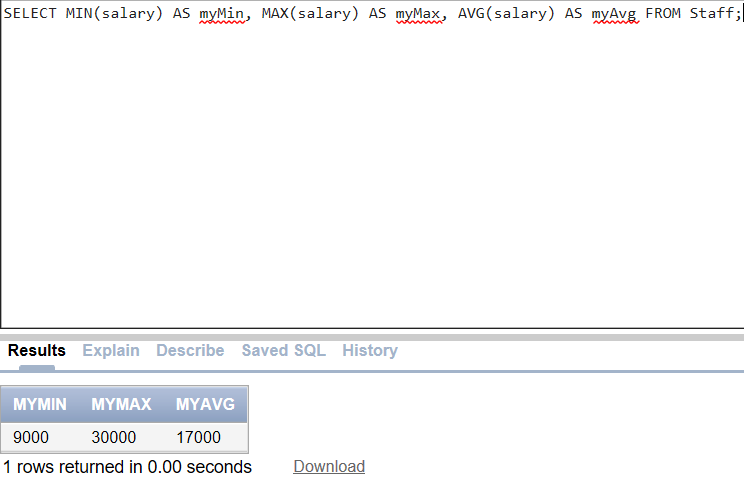 SELECT MIN(salary) AS myMin, MAX(salary) AS myMax, AVG(salary) AS myAvg FROM Staff;
Results Explain Describe Saved SQL History
MYMIN MYMAX MYAVG
9000 30000 17000
1 rows returned in 0.00 seconds Download